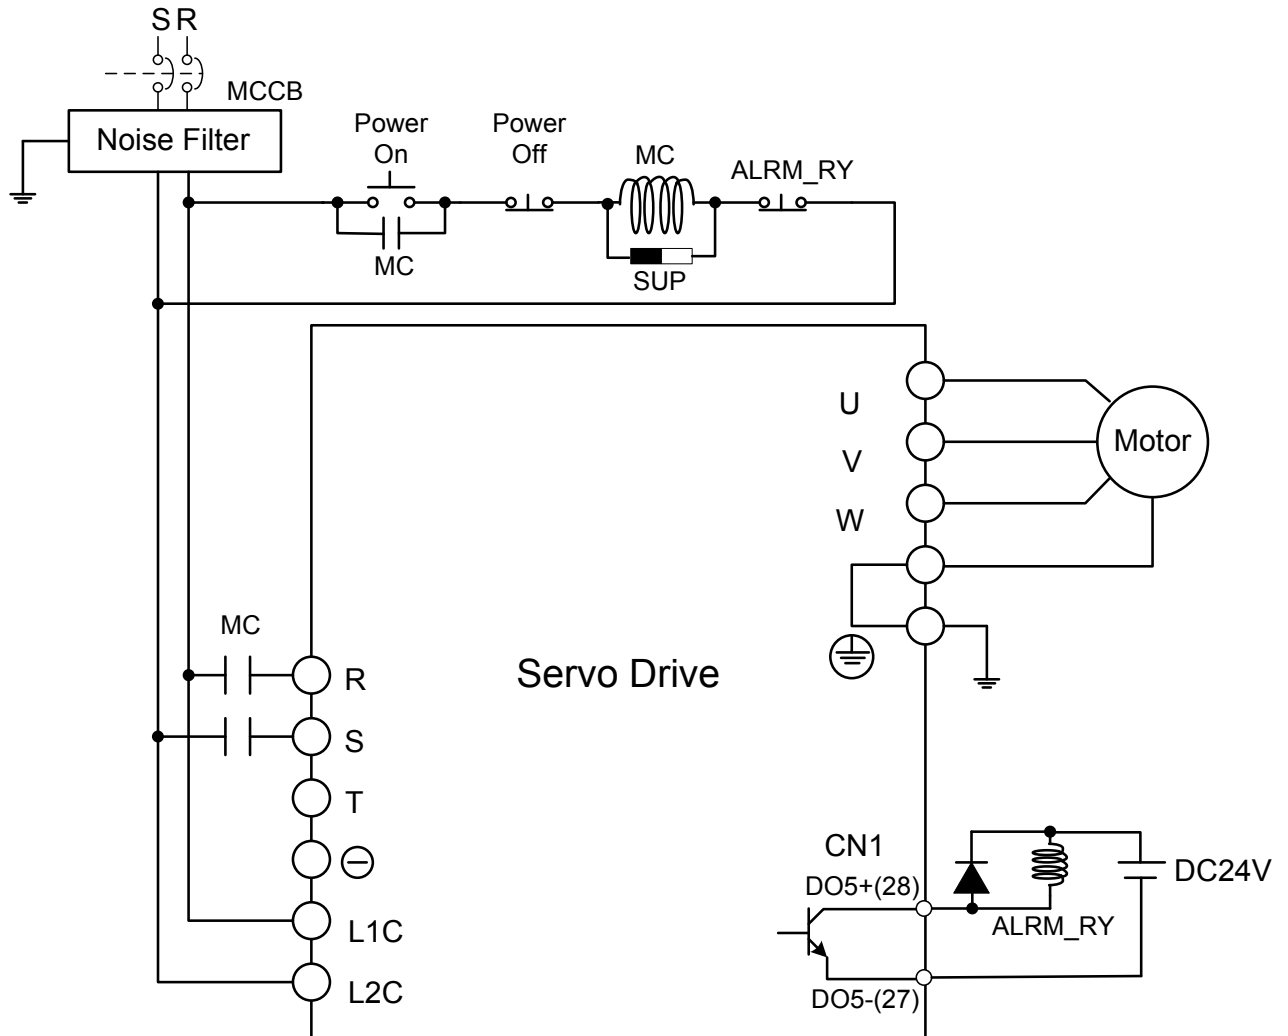 S R
MCCB
Noise Filter
Power
On
Power
Off
MC
ALRM_RY
MC
SUP
U
V
W
Motor
MC
R
S
T
Servo Drive
L1C
L2C
CN1
DO5+(28)
DO5-(27)
ALRM_RY
DC24V